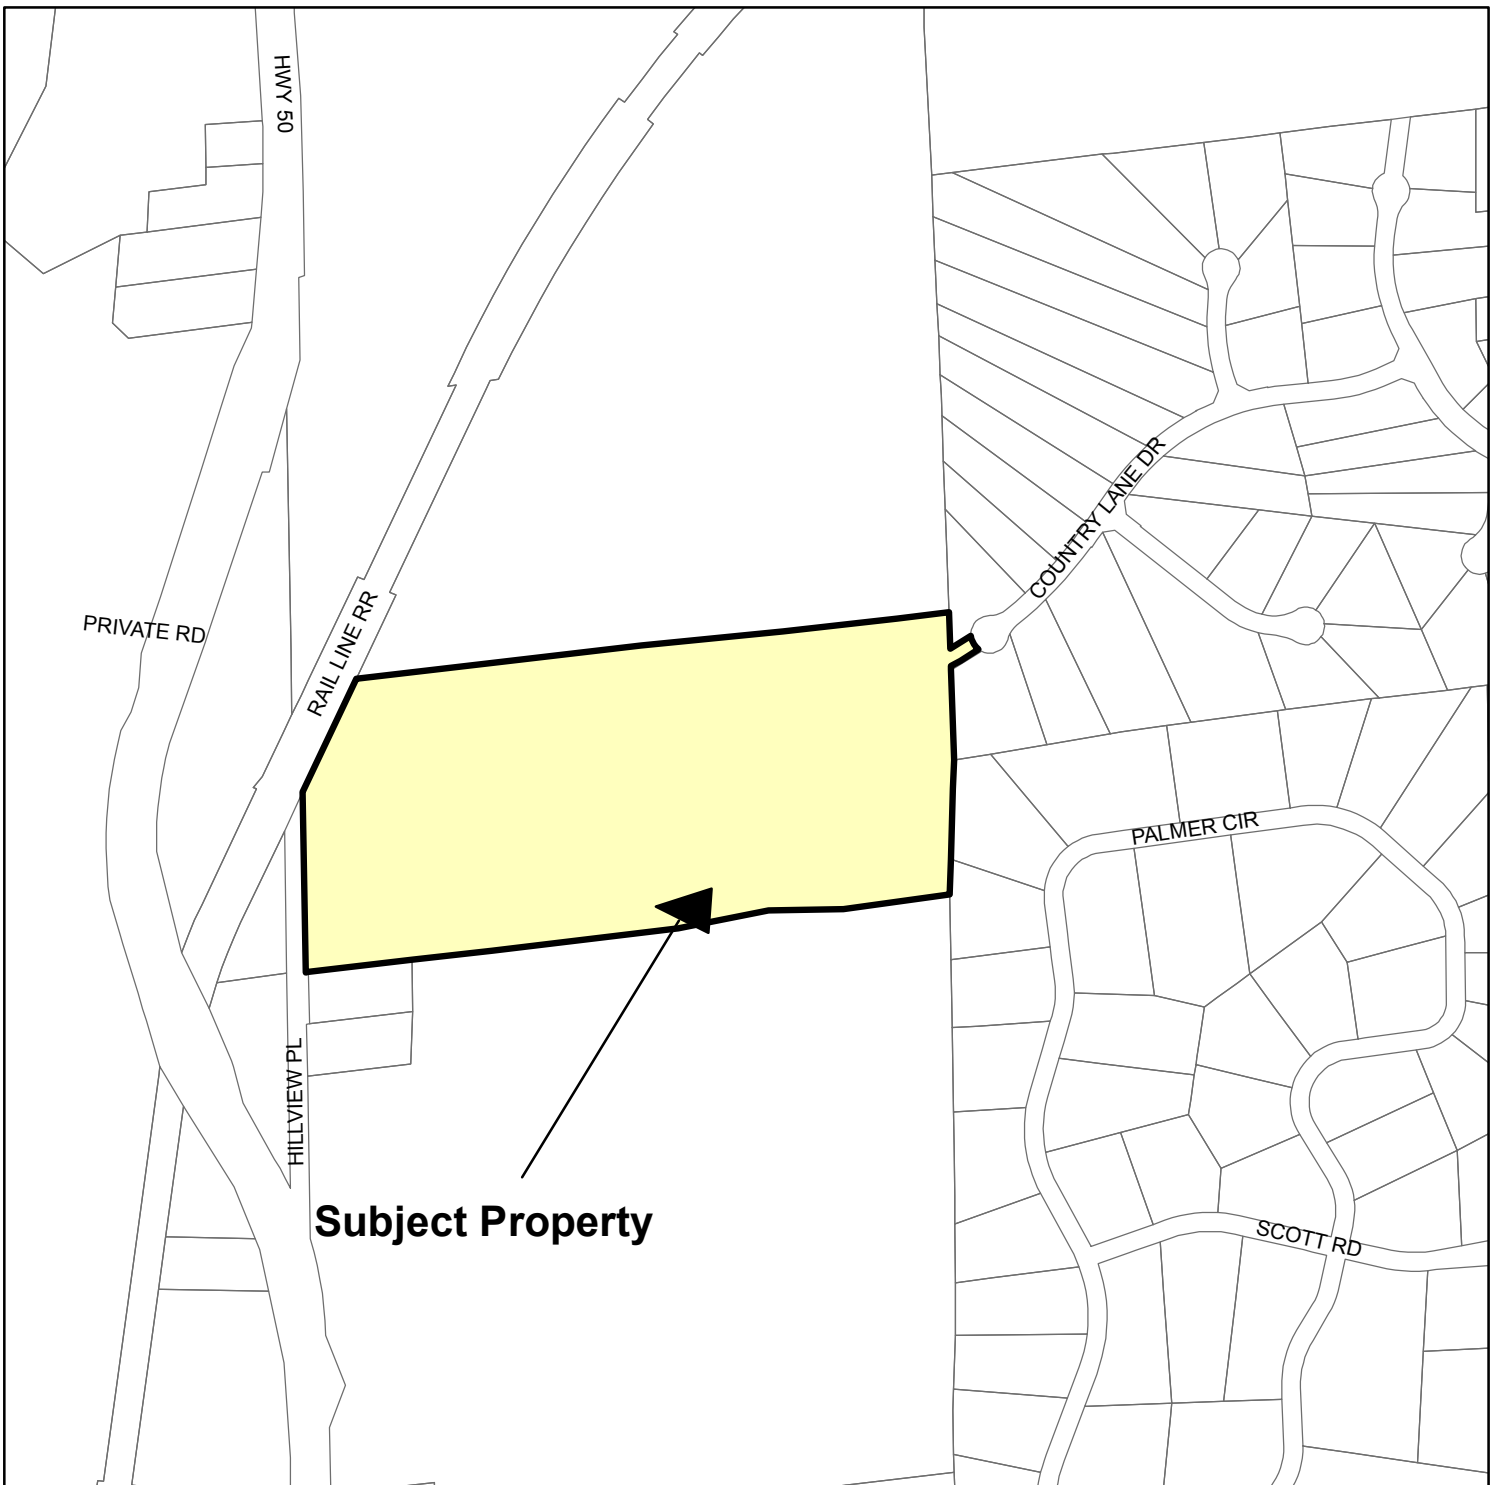 HWY 50
COUNTRY LANE DR
PRIVATE RD
RAIL LINE RR
PALMER CIR
HILLVIEW PL
Subject Property
SCOTT RD